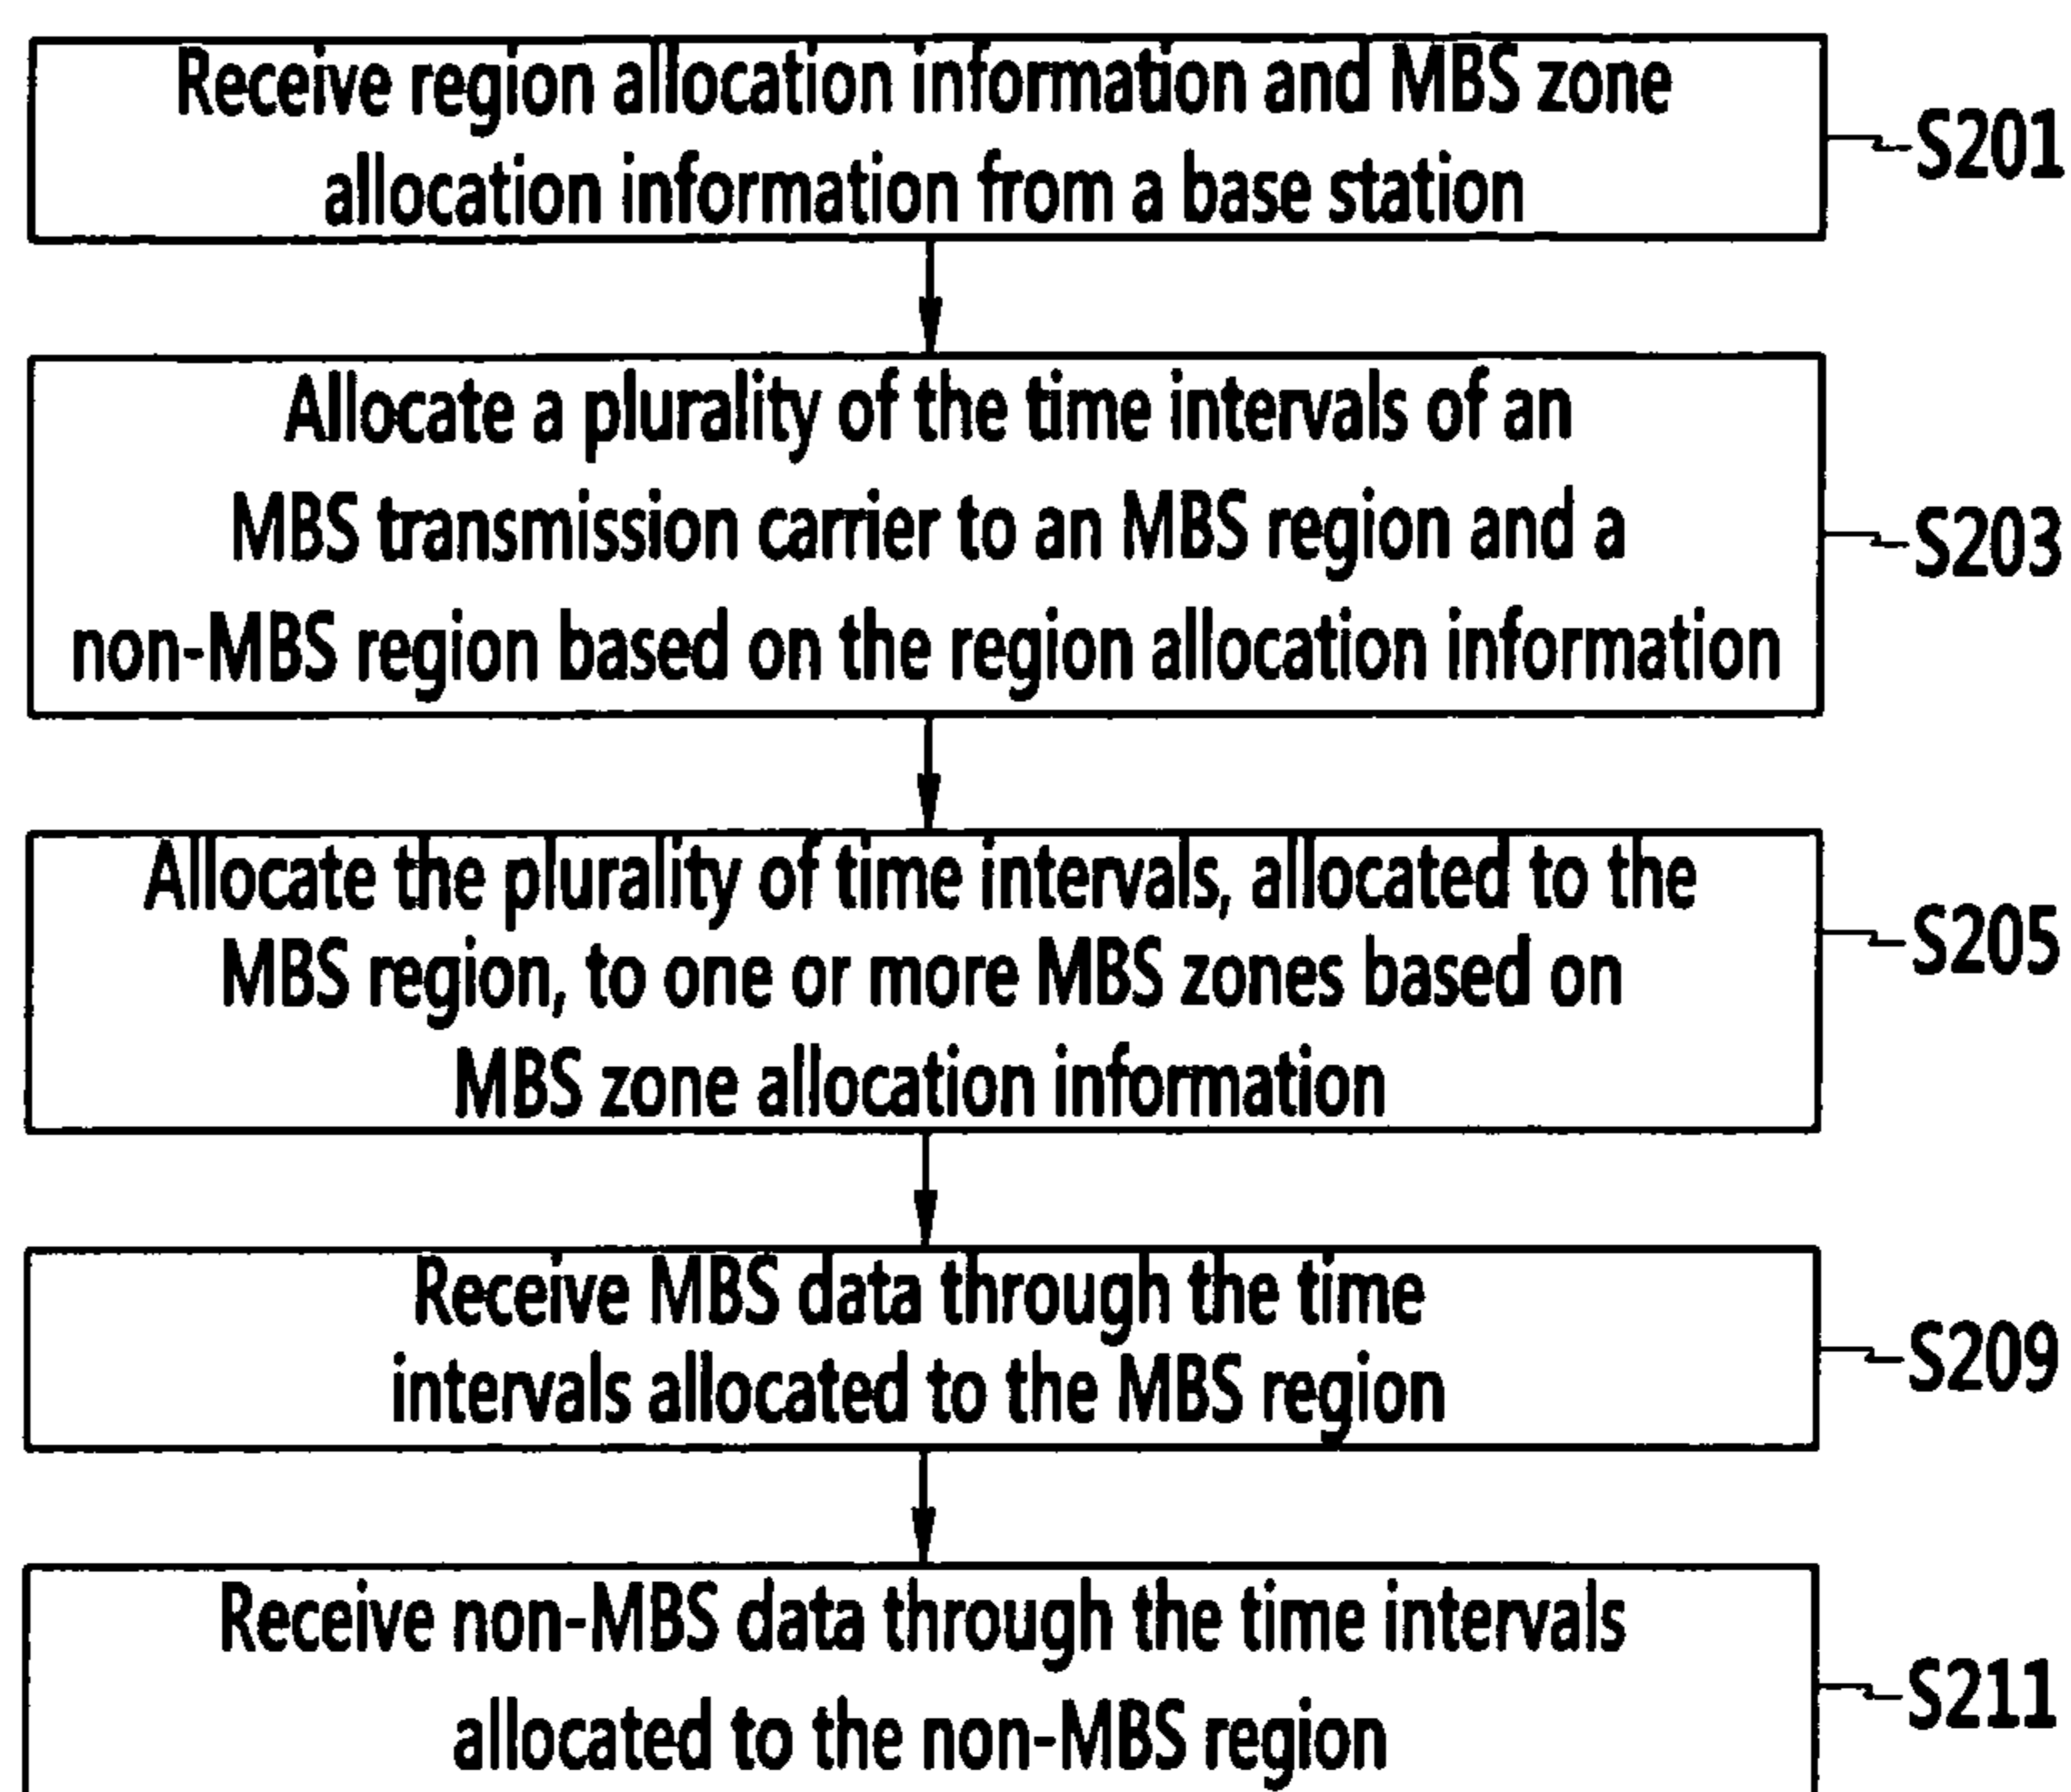 Receive region allocation information and MBS zone
allocation information from a base station
S201
Allocate a plurality of the time intervals of an
MBS transmission carrier to an MBS region and a
non-MBS region based on the region allocation information
S203
Allocate the plurality of time intervals, allocated to the
MBS region, to one or more MBS zones based on
MBS zone allocation information
S205
Receive MBS data through the time
intervals allocated to the MBS region
S209
Receive non-MBS data through the time intervals
allocated to the non-MBS region
S211